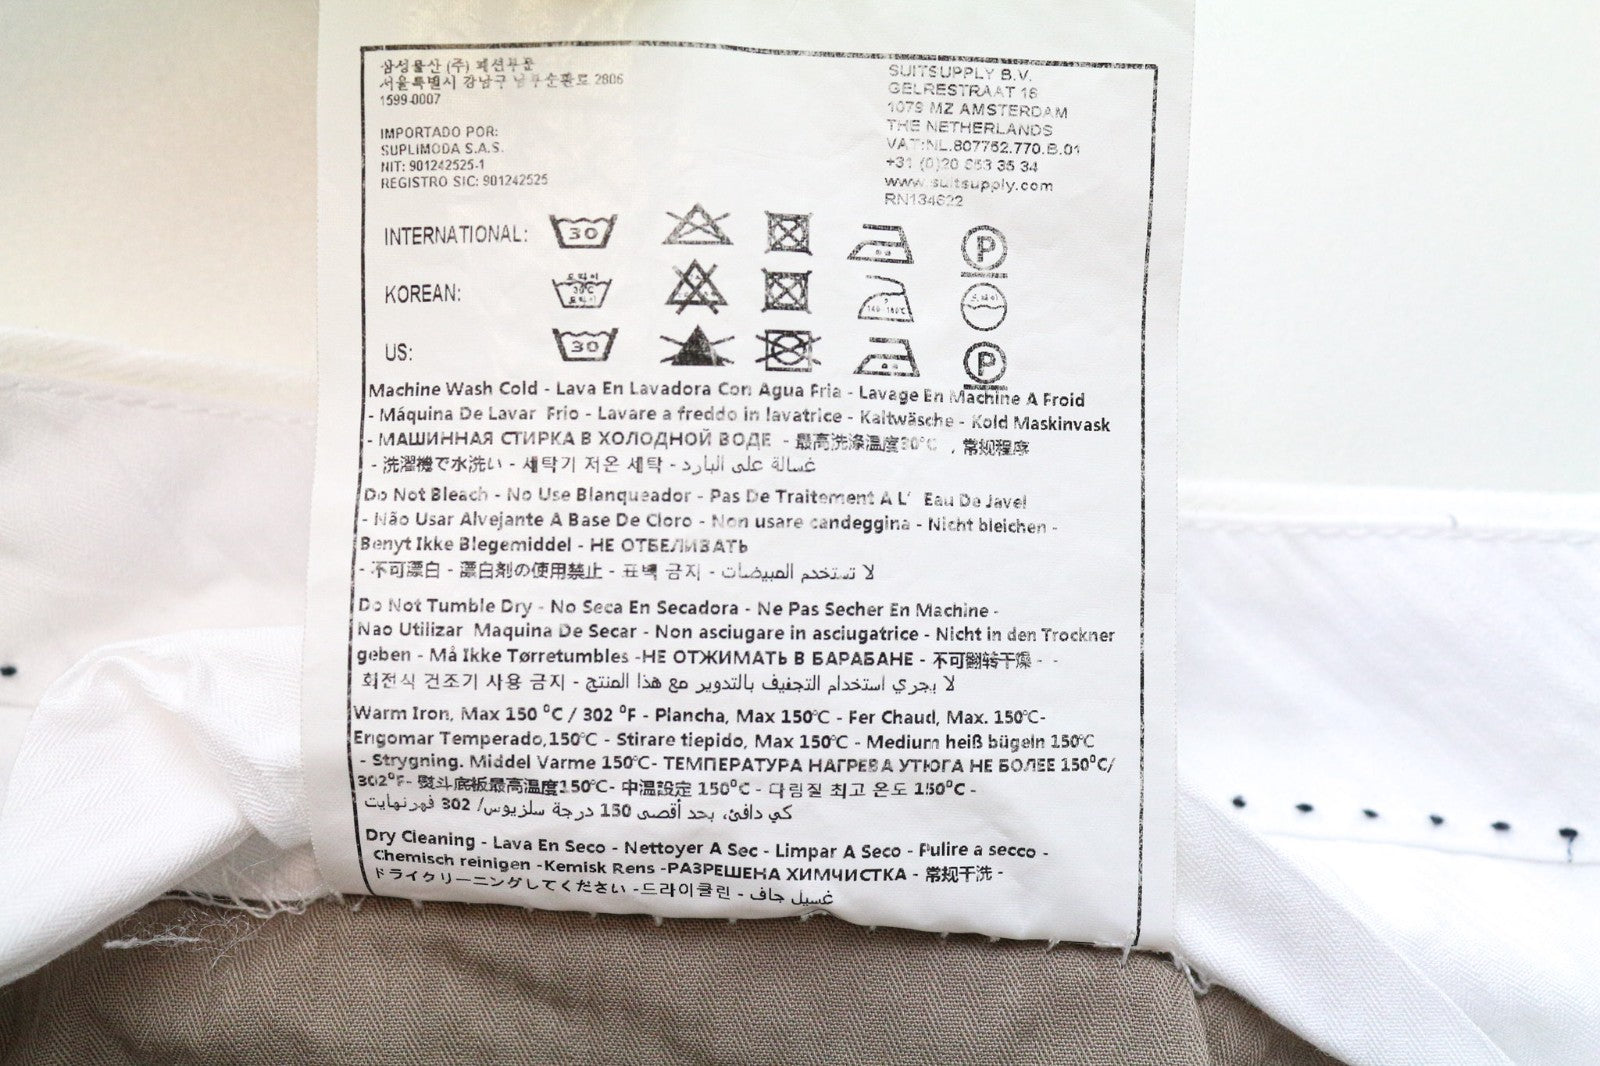 삼성물산 (주) 패션부문
서울특별시 강남구 남부순환로 2806
1599-0007
IMPORTADO POR:
SUPLIMODA S.A.S.
NIT: 901242525-1
REGISTRO SIC: 901242525
SUITSUPPLY B.V.
GELRESTRAAT 16
1079 MZ AMSTERDAM
THE NETHERLANDS
VAT:NL.807752.770.B.01
+31 (0)20 653 35 34
www.suitsupply.com
RN134622
INTERNATIONAL: 30 P
KOREAN: 30℃ 드라이
US: 30 P
Machine Wash Cold - Lava En Lavadora Con Agua Fria - Lavage En Machine A Froid
- Máquina De Lavar Frio - Lavare a freddo in lavatrice - Kaltwäsche - Kold Maskinvask
- МАШИННАЯ СТИРКА В ХОЛОДНОЙ ВОДЕ - 最高洗涤温度30℃ , 常规程序
- 洗濯機で水洗い - 세탁기 저온 세탁 - غسالة على البارد
Do Not Bleach - No Use Blanqueador - Pas De Traitement A L' Eau De Javel
- Não Usar Alvejante A Base De Cloro - Non usare candeggina - Nicht bleichen -
Benyt Ikke Blegemiddel - НЕ ОТБЕЛИВАТЬ
- 不可漂白 - 漂白剤の使用禁止 - 표백 금지 - لا تستخدم المبيضات
Do Not Tumble Dry - No Seca En Secadora - Ne Pas Secher En Machine -
Nao Utilizar Maquina De Secar - Non asciugare in asciugatrice - Nicht in den Trockner
geben - Må Ikke Tørretumbles -НЕ ОТЖИМАТЬ В БАРАБАНЕ - 不可翻转干燥 - -
회전식 건조기 사용 금지 - لا يجري استخدام التجفيف بالتدوير مع هذا المنتج
Warm Iron, Max 150 ⁰C / 302 ⁰F - Plancha, Max 150℃ - Fer Chaud, Max. 150℃-
Engomar Temperado,150℃ - Stirare tiepido, Max 150℃ - Medium heiß bügeln 150℃
- Strygning. Middel Varme 150℃- ТЕМПЕРАТУРА НАГРЕВА УТЮГА НЕ БОЛЕЕ 150⁰C/
302⁰F- 熨斗底板最高温度150℃- 中温設定 150⁰C - 다림질 최고 온도 150⁰C -
كي دافئ، بحد أقصى 150 درجة سلزيوس/ 302 فهرنهايت
Dry Cleaning - Lava En Seco - Nettoyer A Sec - Limpar A Seco - Pulire a secco -
Chemisch reinigen -Kemisk Rens -РАЗРЕШЕНА ХИМЧИСТКА - 常规干洗 -
ドライクリーニングしてください -드라이클린 - غسيل جاف